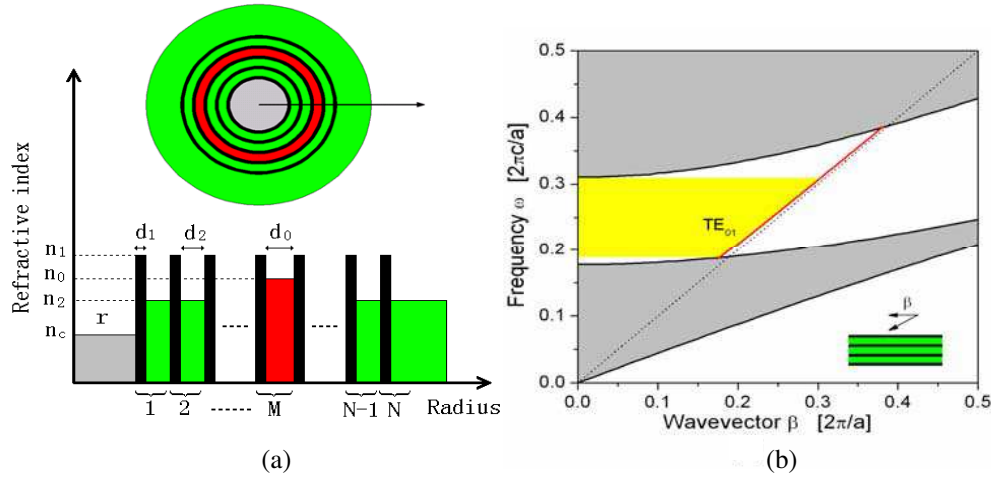 Refractive index
n1
n0
n2
nc
r
d1
d2
d0
1
2
M
N-1
N
Radius
(a)
Frequency ω [2πc/a]
0.5
0.4
0.3
0.2
0.1
0.0
TE01
β
0.0
0.1
0.2
0.3
0.4
0.5
Wavevector β [2π/a]
(b)